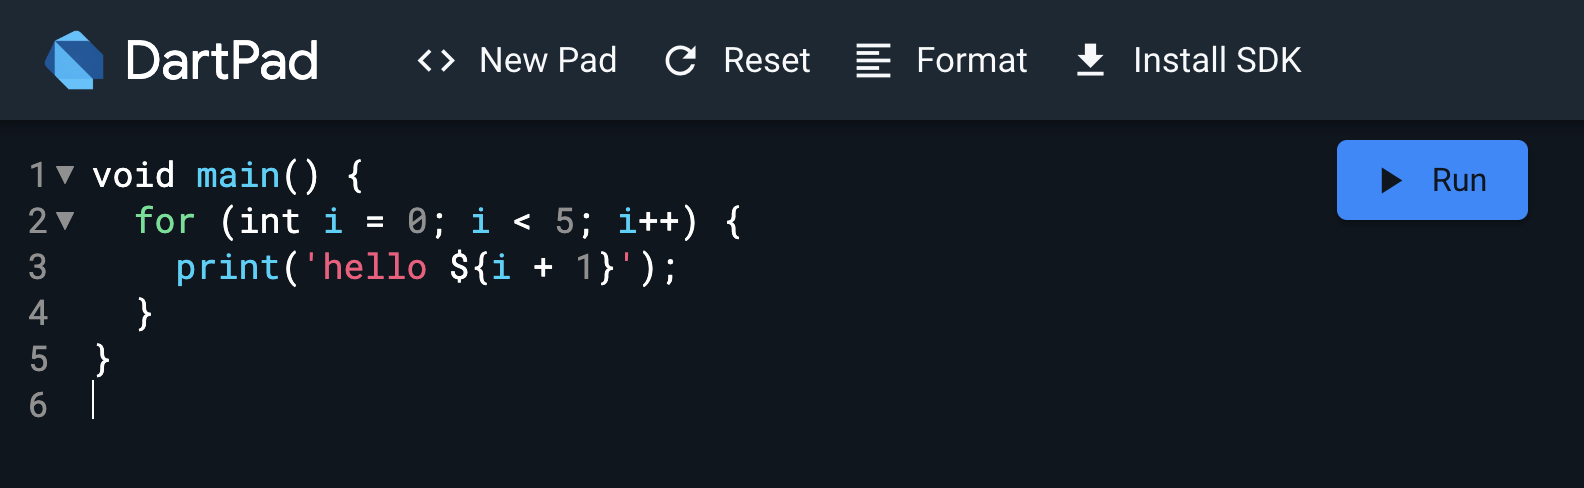 DartPad <> New Pad Reset Format Install SDK
Run
1 void main() {
2   for (int i = 0; i < 5; i++) {
3     print('hello ${i + 1}');
4   }
5 }
6